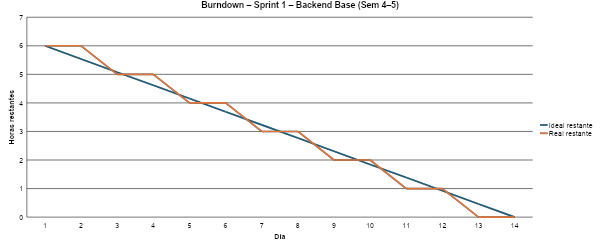 Burndown – Sprint 1 – Backend Base (Sem 4–5)
7
6
5
4
3
2
1
0
Horas restantes
1 2 3 4 5 6 7 8 9 10 11 12 13 14
Día
Ideal restante
Real restante